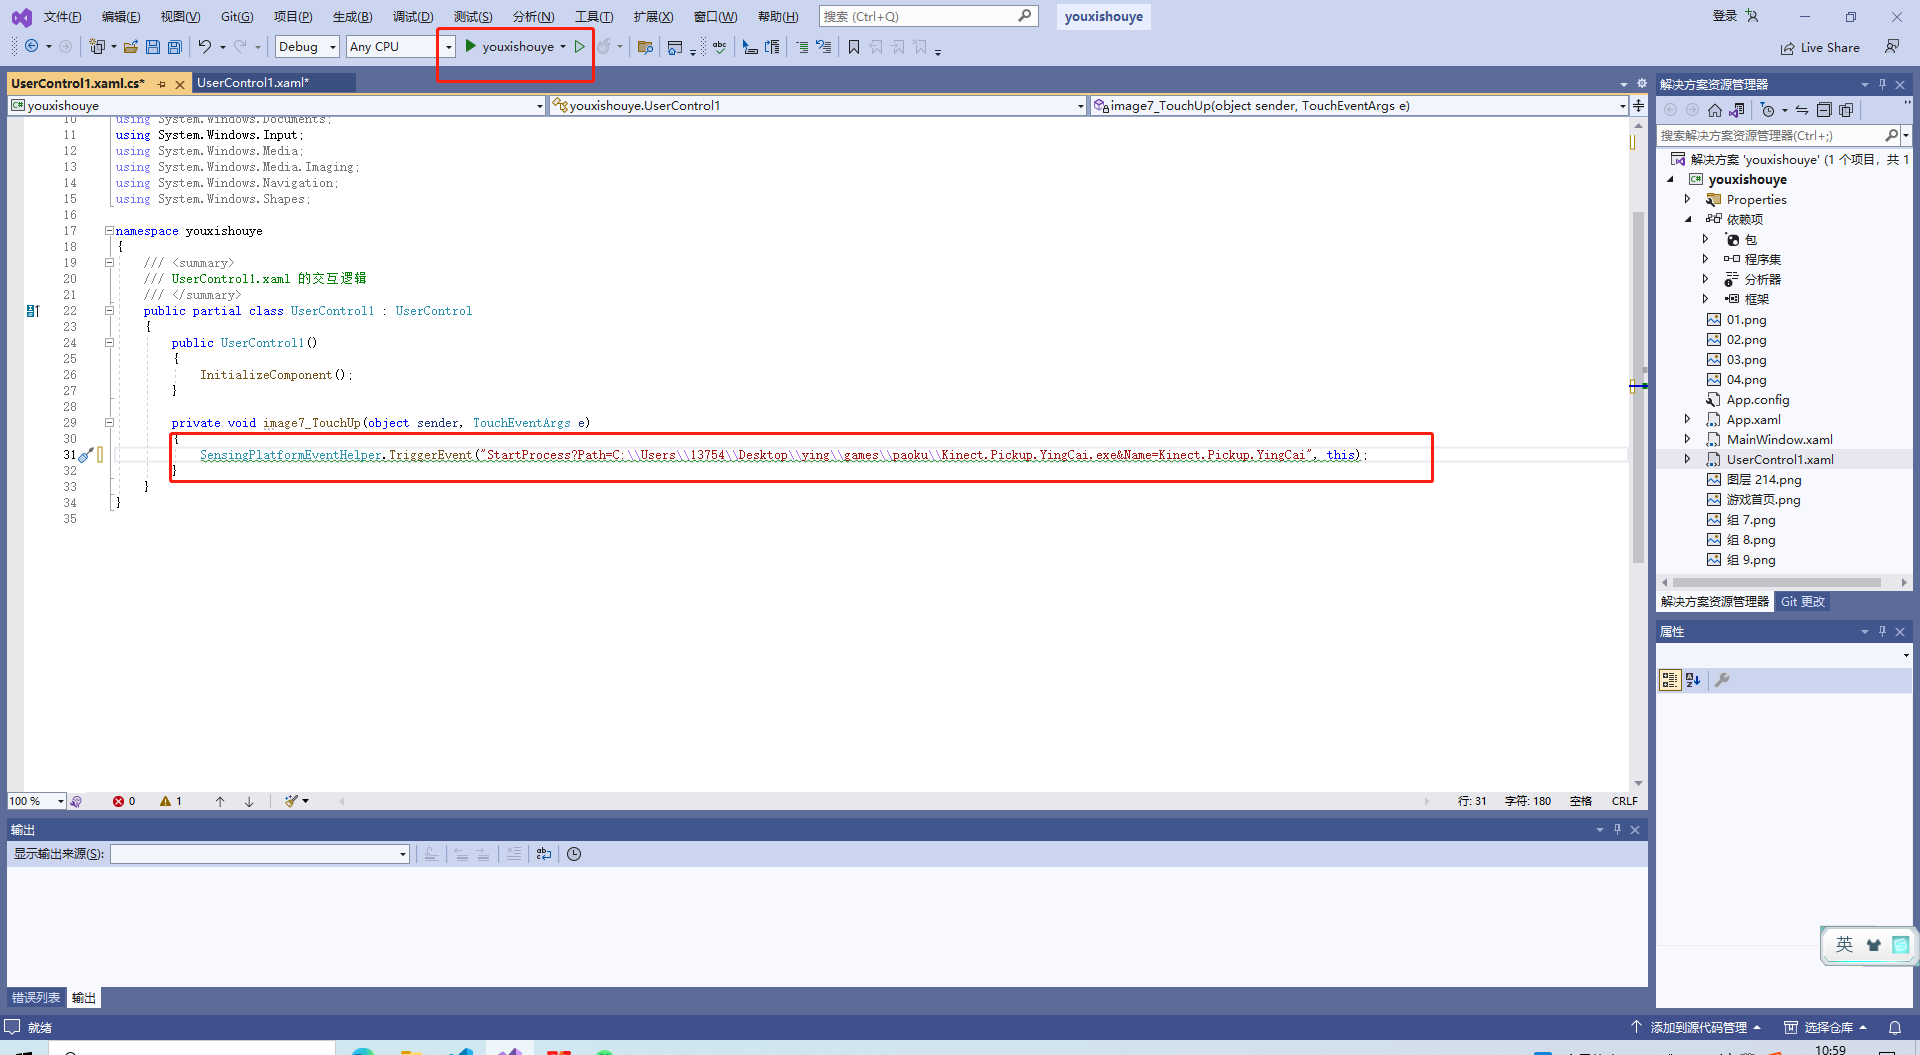 文件(F) 编辑(E) 视图(V) Git(G) 项目(P) 生成(B) 调试(D) 测试(S) 分析(N) 工具(T) 扩展(X) 窗口(W) 帮助(H) 搜索 (Ctrl+Q) youxishouye 登录
Debug Any CPU youxishouye Live Share
UserControl1.xaml.cs* UserControl1.xaml*
youxishouye youxishouye.UserControl1 image7_TouchUp(object sender, TouchEventArgs e)
10 using System.Windows.Documents;
11 using System.Windows.Input;
12 using System.Windows.Media;
13 using System.Windows.Media.Imaging;
14 using System.Windows.Navigation;
15 using System.Windows.Shapes;
16
17 namespace youxishouye
18 {
19 /// <summary>
20 /// UserControl1.xaml 的交互逻辑
21 /// </summary>
22 public partial class UserControl1 : UserControl
23 {
24 public UserControl1()
25 {
26 InitializeComponent();
27 }
28
29 private void image7_TouchUp(object sender, TouchEventArgs e)
30 {
31 SensingPlatformEventHelper.TriggerEvent("StartProcess?Path=C:\\Users\\13754\\Desktop\\ying\\games\\paoku\\Kinect.Pickup.YingCai.exe&Name=Kinect.Pickup.YingCai", this);
32 }
33 }
34 }
35
100 % 0 1 行: 31 字符: 180 空格 CRLF
输出
显示输出来源(S):
错误列表 输出
解决方案资源管理器
搜索解决方案资源管理器(Ctrl+;)
解决方案 'youxishouye' (1 个项目, 共 1
youxishouye
Properties
依赖项
包
程序集
分析器
框架
01.png
02.png
03.png
04.png
App.config
App.xaml
MainWindow.xaml
UserControl1.xaml
图层 214.png
游戏首页.png
组 7.png
组 8.png
组 9.png
解决方案资源管理器 Git 更改
属性
英
就绪 添加到源代码管理 选择仓库
10:59